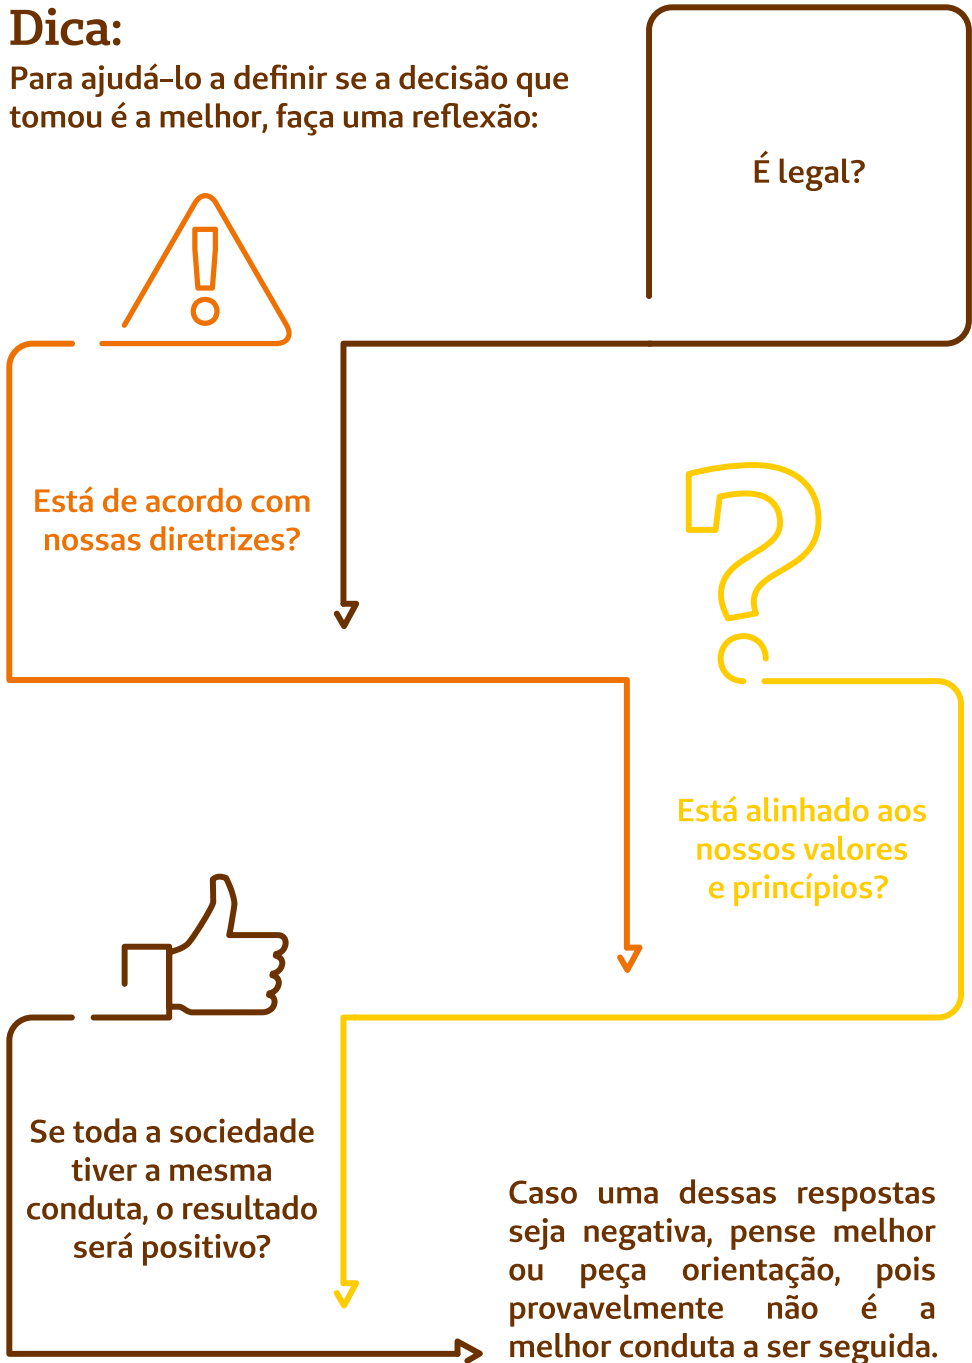 Dica:
Para ajudá-lo a definir se a decisão que
tomou é a melhor, faça uma reflexão:
É legal?
Está de acordo com
nossas diretrizes?
Está alinhado aos
nossos valores
e princípios?
Se toda a sociedade
tiver a mesma
conduta, o resultado
será positivo?
Caso uma dessas respostas
seja negativa, pense melhor
ou peça orientação, pois
provavelmente não é a
melhor conduta a ser seguida.